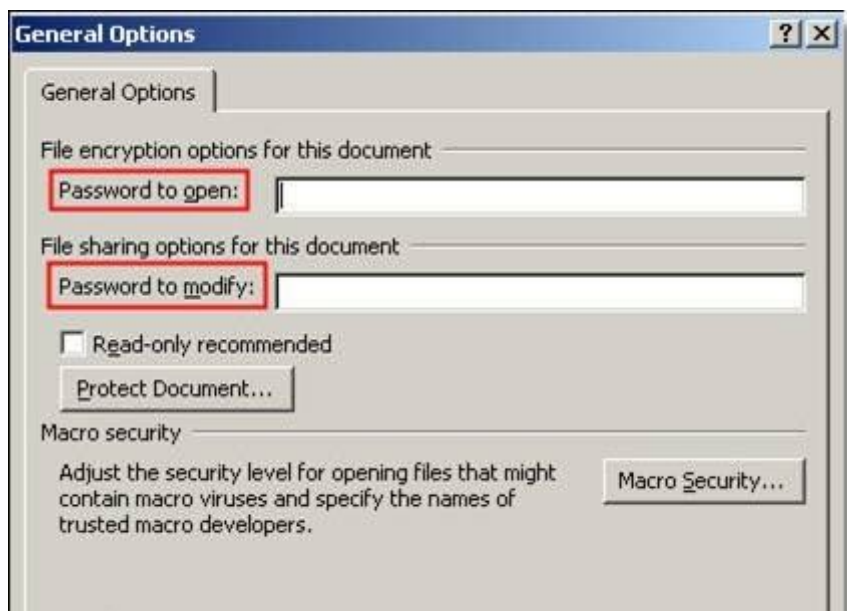 General Options
General Options
File encryption options for this document
Password to open:
File sharing options for this document
Password to modify:
Read-only recommended
Protect Document...
Macro security
Adjust the security level for opening files that might
contain macro viruses and specify the names of
trusted macro developers.
Macro Security...